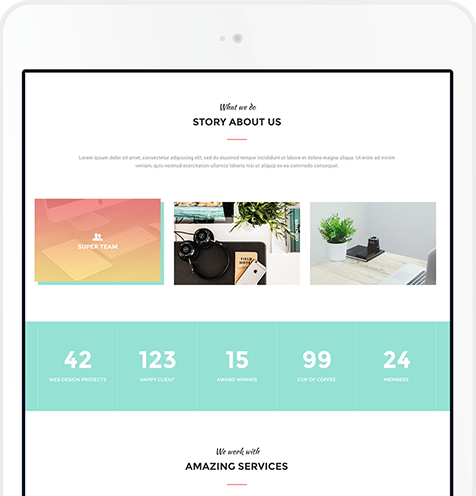 What we do
STORY ABOUT US
Lorem ipsum dolor sit amet, consectetur adipiscing elit, sed do eiusmod tempor incididunt ut labore et dolore magna aliqua. Ut enim ad minim
veniam, quis nostrud exercitation ullamco laboris nisi ut aliquip ex ea commodo consequat.
SUPER TEAM
FIELD NOTES
42 123 15 99 24
WEB DESIGN PROJECTS HAPPY CLIENT AWARD WINNER CUP OF COFFEE MEMBERS
We work with
AMAZING SERVICES